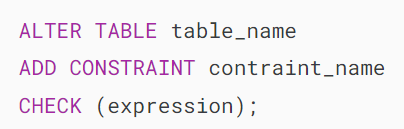 ALTER TABLE table_name
ADD CONSTRAINT contraint_name
CHECK (expression);